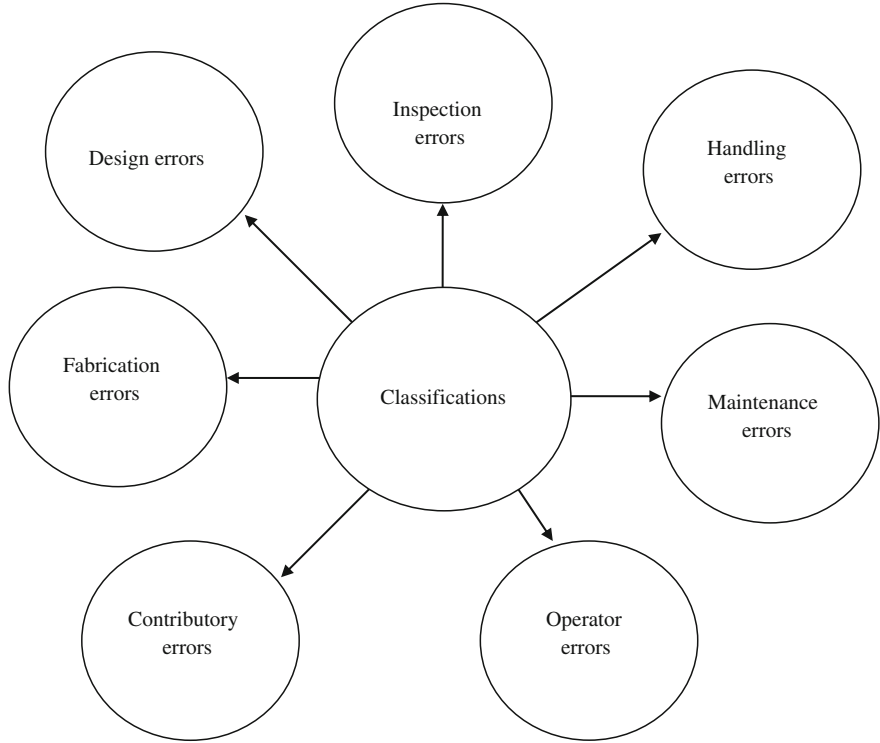 Inspection
errors
Design errors
Handling
errors
Fabrication
errors
Classifications
Maintenance
errors
Contributory
errors
Operator
errors